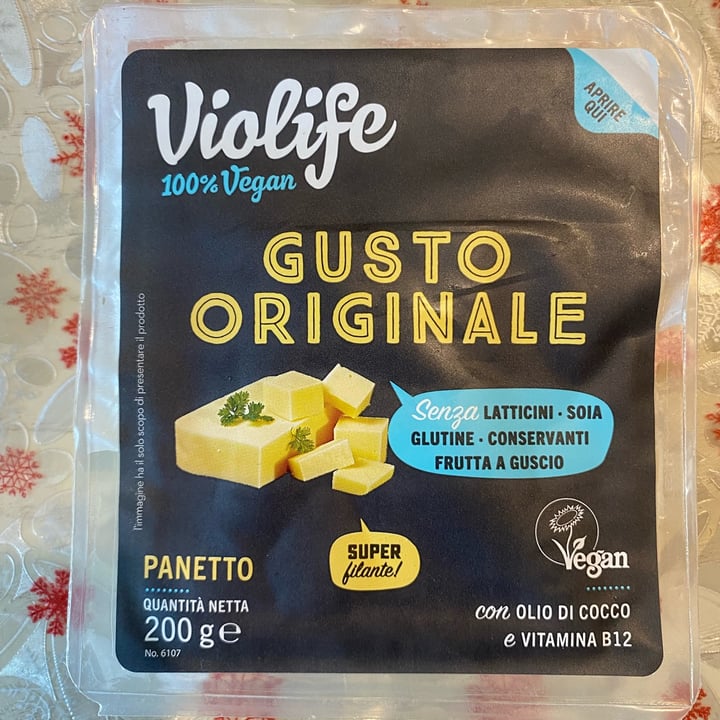 Violife
100% Vegan
APRIRE
QUI
GUSTO
ORIGINALE
l'immagine ha il solo scopo di presentare il prodotto
Senza LATTICINI · SOIA
GLUTINE · CONSERVANTI
FRUTTA A GUSCIO
SUPER
filante!
Vegan
PANETTO
QUANTITÀ NETTA
200 g e
No. 6107
con OLIO DI COCCO
e VITAMINA B12